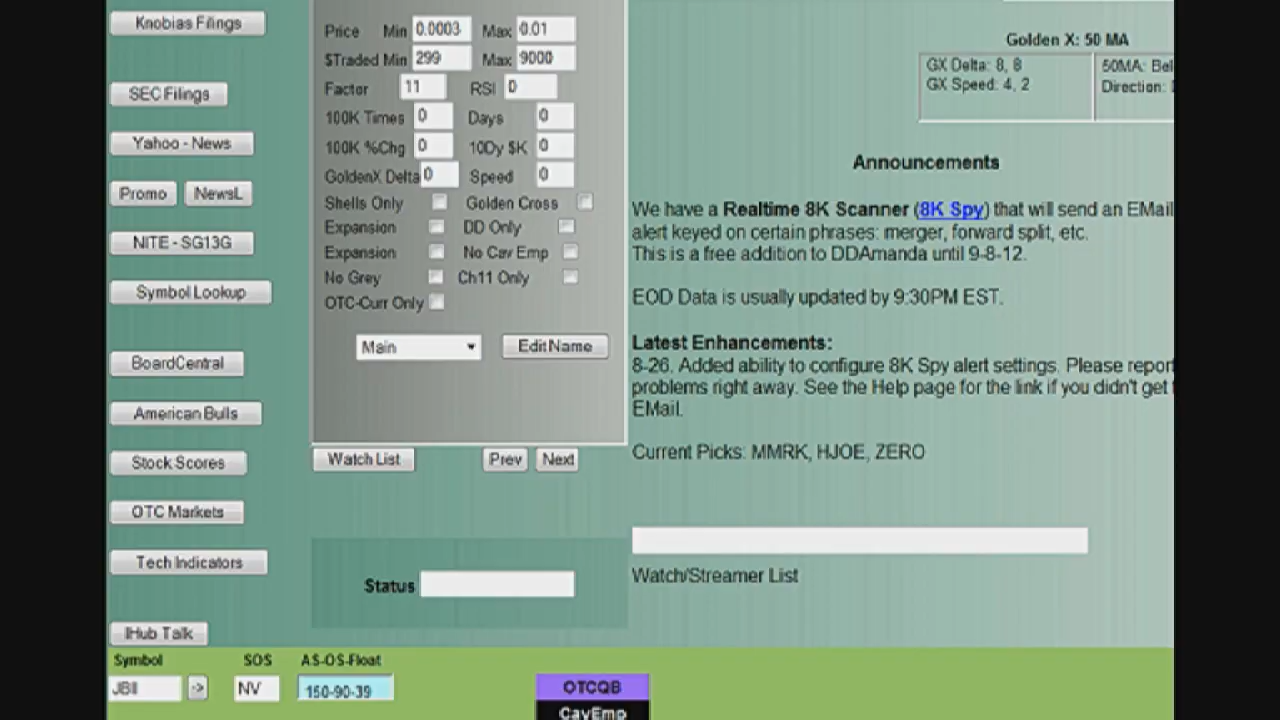 Knobias Filings
SEC Filings
Yahoo - News
Promo NewsL
NITE - SG13G
Symbol Lookup
BoardCentral
American Bulls
Stock Scores
OTC Markets
Tech Indicators
IHub Talk
Price Min 0.0003 Max 0.01
$Traded Min 299 Max 9000
Factor 11 RSI 0
100K Times 0 Days 0
100K %Chg 0 10Dy $K 0
GoldenX Delta 0 Speed 0
Shells Only Golden Cross
Expansion DD Only
Expansion No Cav Emp
No Grey Ch11 Only
OTC-Curr Only
Main Edit Name
Watch List Prev Next
Status
Golden X: 50 MA
GX Delta: 8, 8
GX Speed: 4, 2
50MA: Bel
Direction:
Announcements
We have a Realtime 8K Scanner (8K Spy) that will send an EMail
alert keyed on certain phrases: merger, forward split, etc.
This is a free addition to DDAmanda until 9-8-12.
EOD Data is usually updated by 9:30PM EST.
Latest Enhancements:
8-26. Added ability to configure 8K Spy alert settings. Please report
problems right away. See the Help page for the link if you didn't get
EMail.
Current Picks: MMRK, HJOE, ZERO
Watch/Streamer List
Symbol SOS AS-OS-Float
JBII -> NV 150-90-39
OTCQB
CavEmp